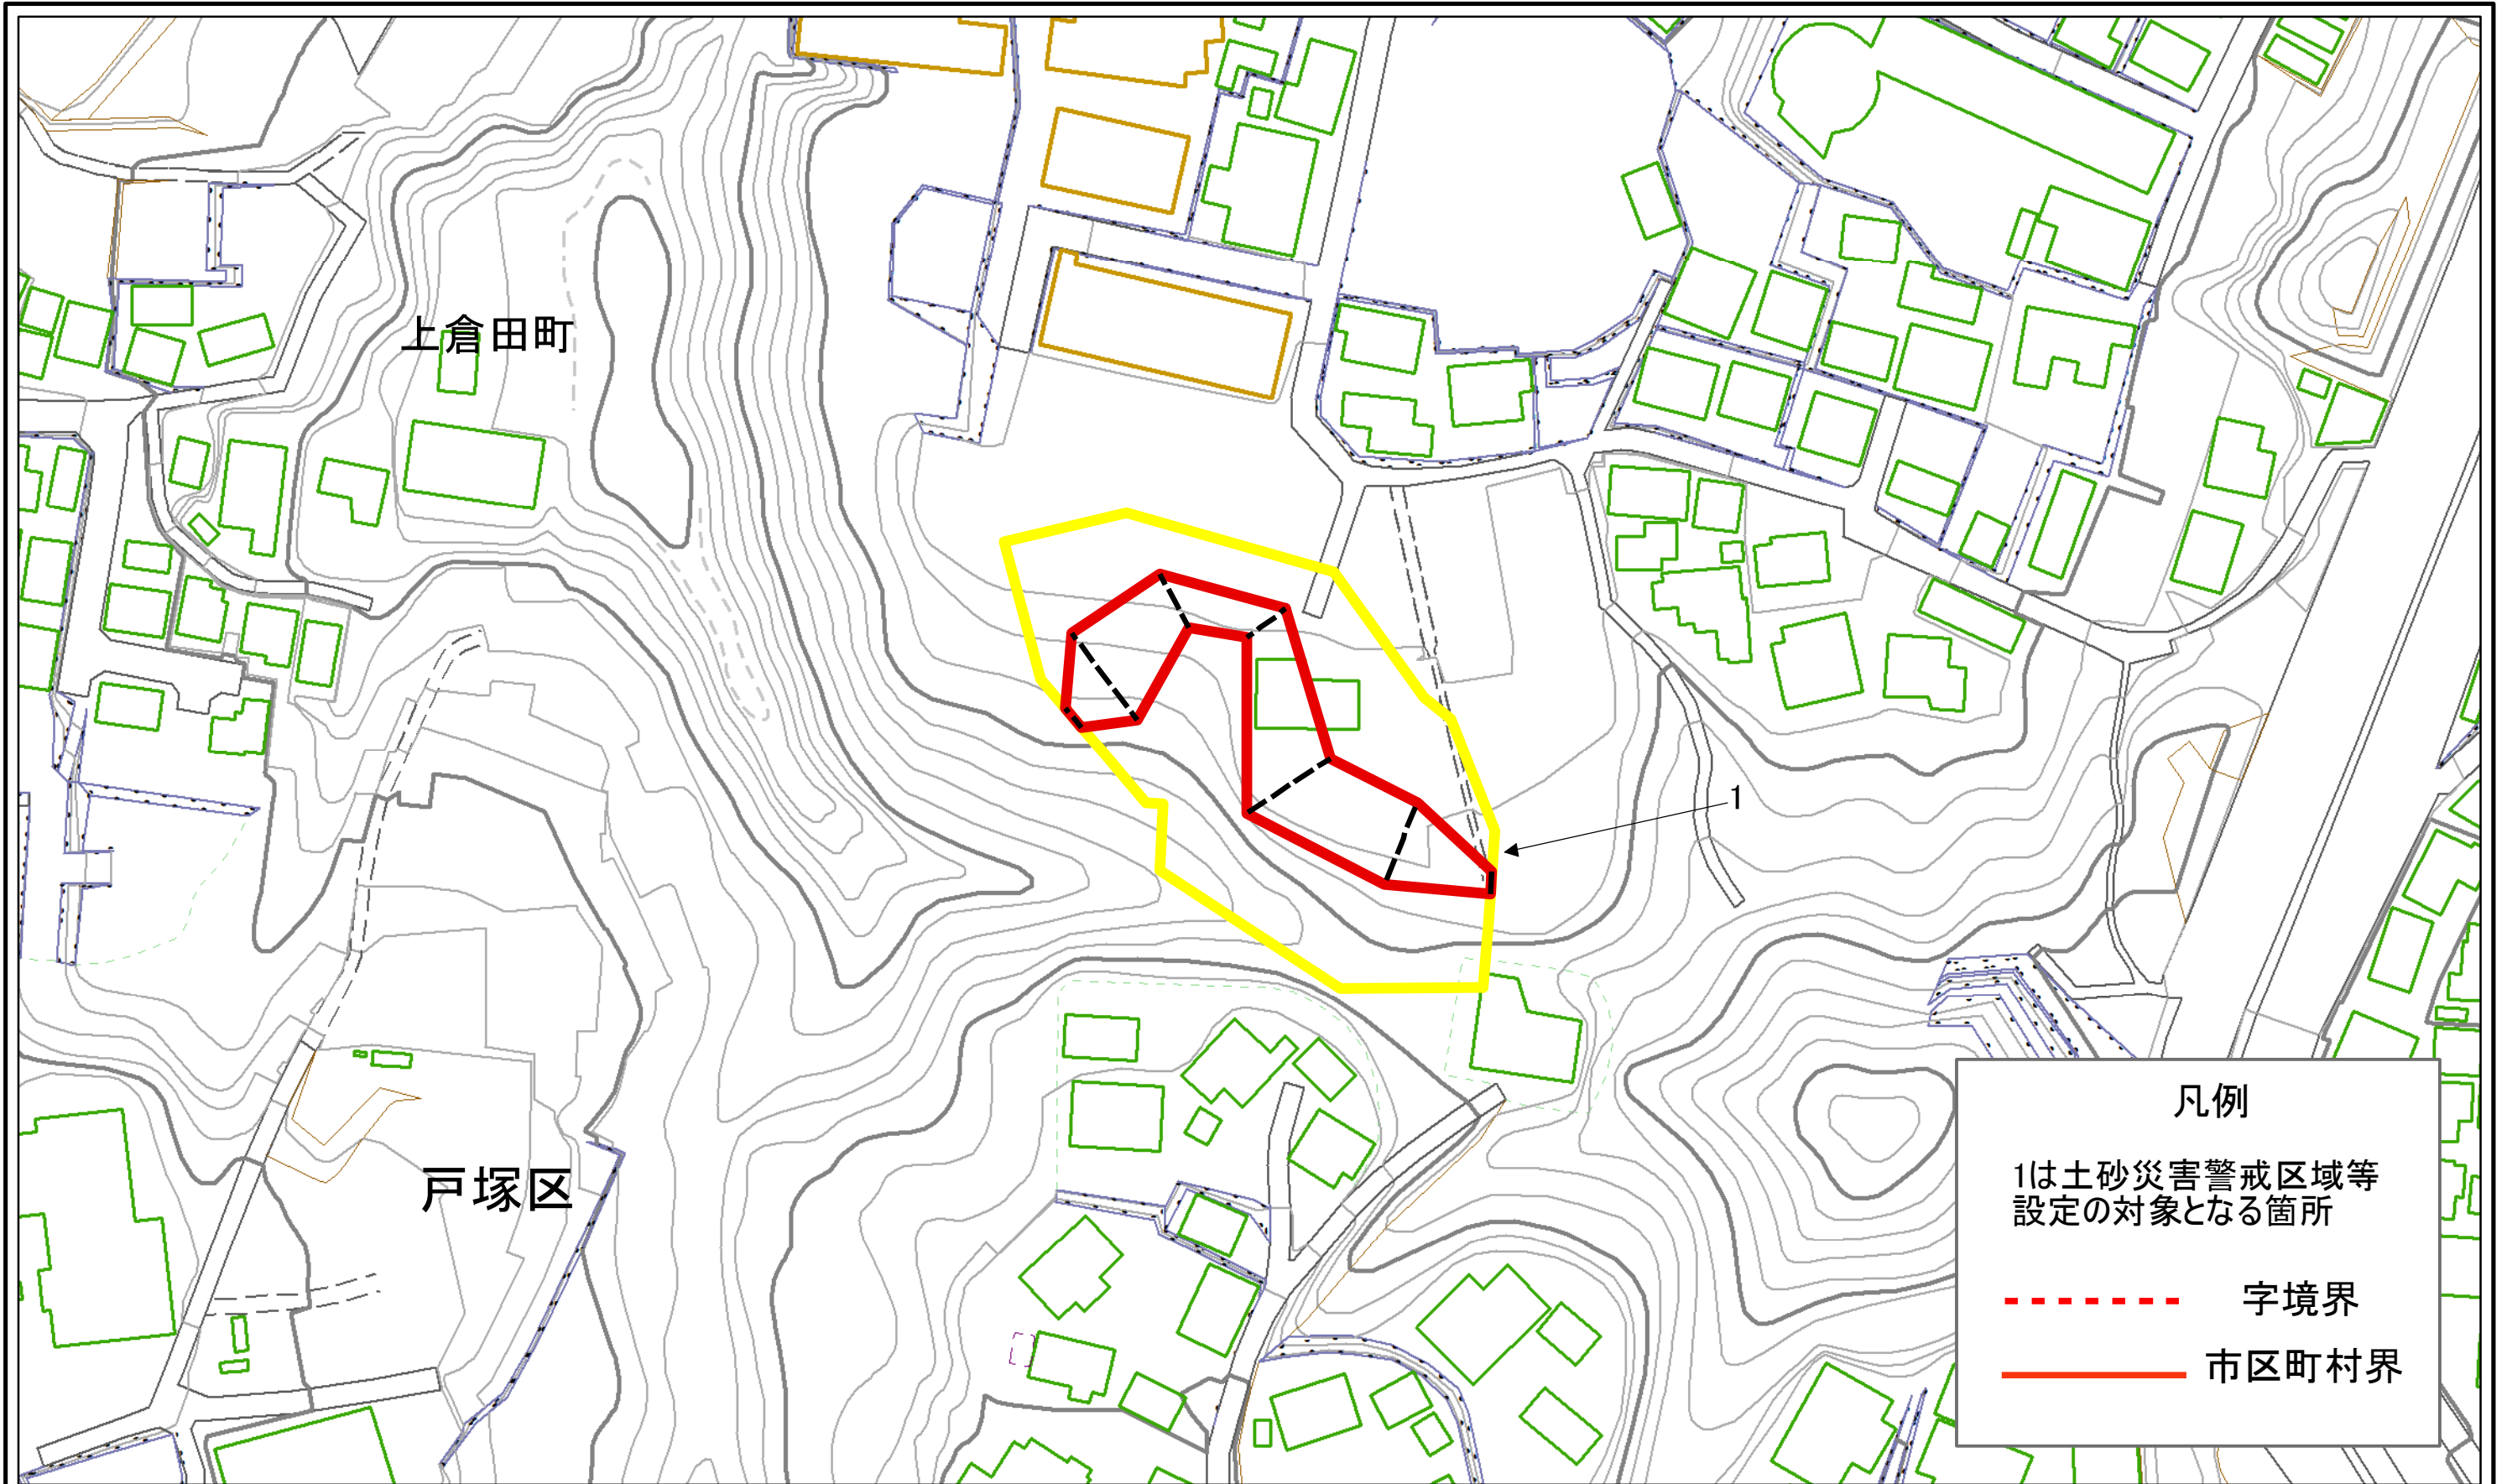 上倉田町
1
戸塚区
凡例
1は土砂災害警戒区域等
設定の対象となる箇所
字境界
市区町村界